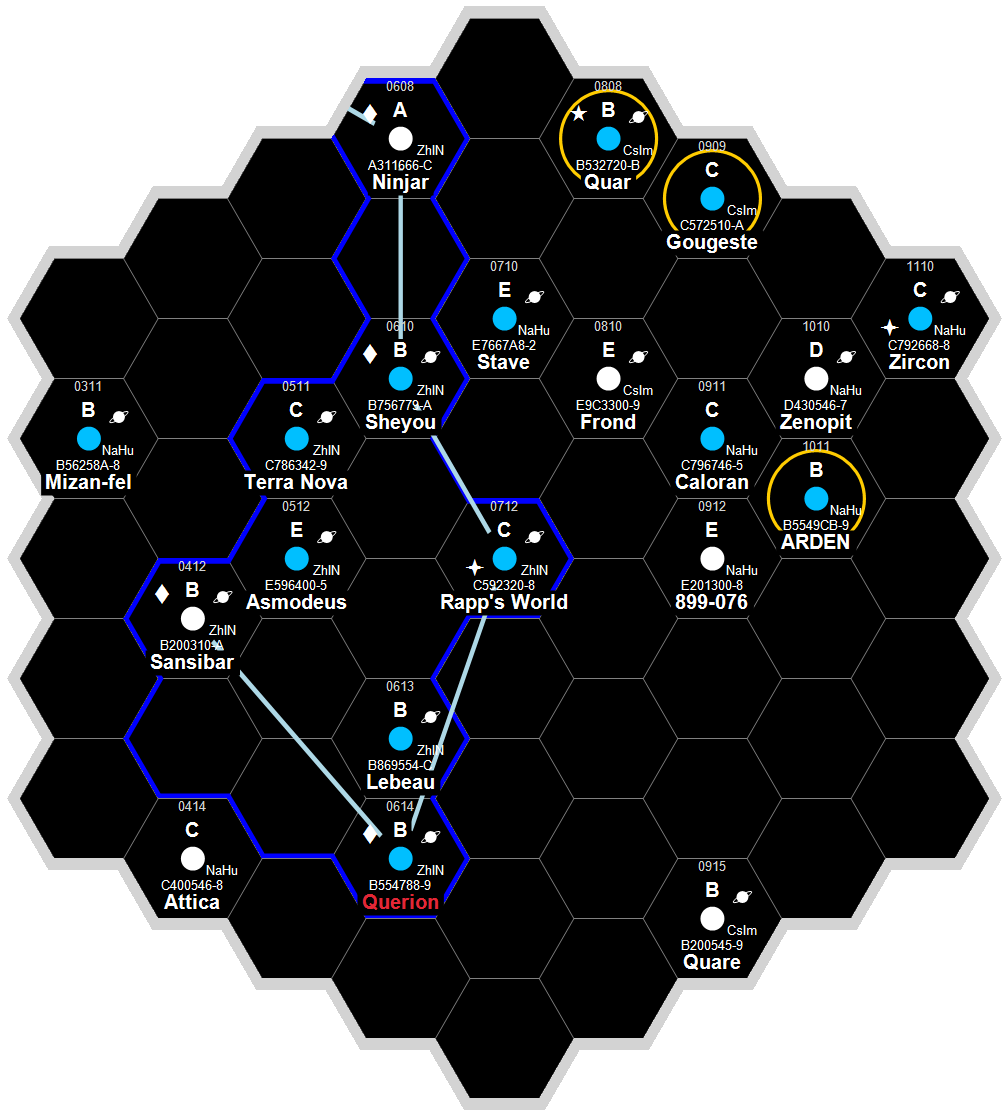 0608
A
ZhIN
A311666-C
Ninjar
0808
B
CsIm
B532720-B
Quar
0909
C
CsIm
C572510-A
Gougeste
0710
E
NaHu
E7667A8-2
Stave
1110
C
NaHu
C792668-8
Zircon
0610
B
ZhIN
B756779-A
Sheyou
0810
E
CsIm
E9C3300-9
Frond
1010
D
NaHu
D430546-7
Zenopit
0311
B
NaHu
B56258A-8
Mizan-fel
0511
C
ZhIN
C786342-9
Terra Nova
0911
C
NaHu
C796746-5
Caloran
1011
B
NaHu
B5549CB-9
ARDEN
0512
E
E596400-5
Asmodeus
0712
C
ZhIN
C592320-8
Rapp's World
0912
E
NaHu
E201300-8
899-076
0412
B
ZhIN
B200310-A
Sansibar
0613
B
ZhIN
B869554-C
Lebeau
0414
C
NaHu
C400546-8
Attica
0614
B
ZhIN
B554788-9
Querion
0915
B
CsIm
B200545-9
Quare